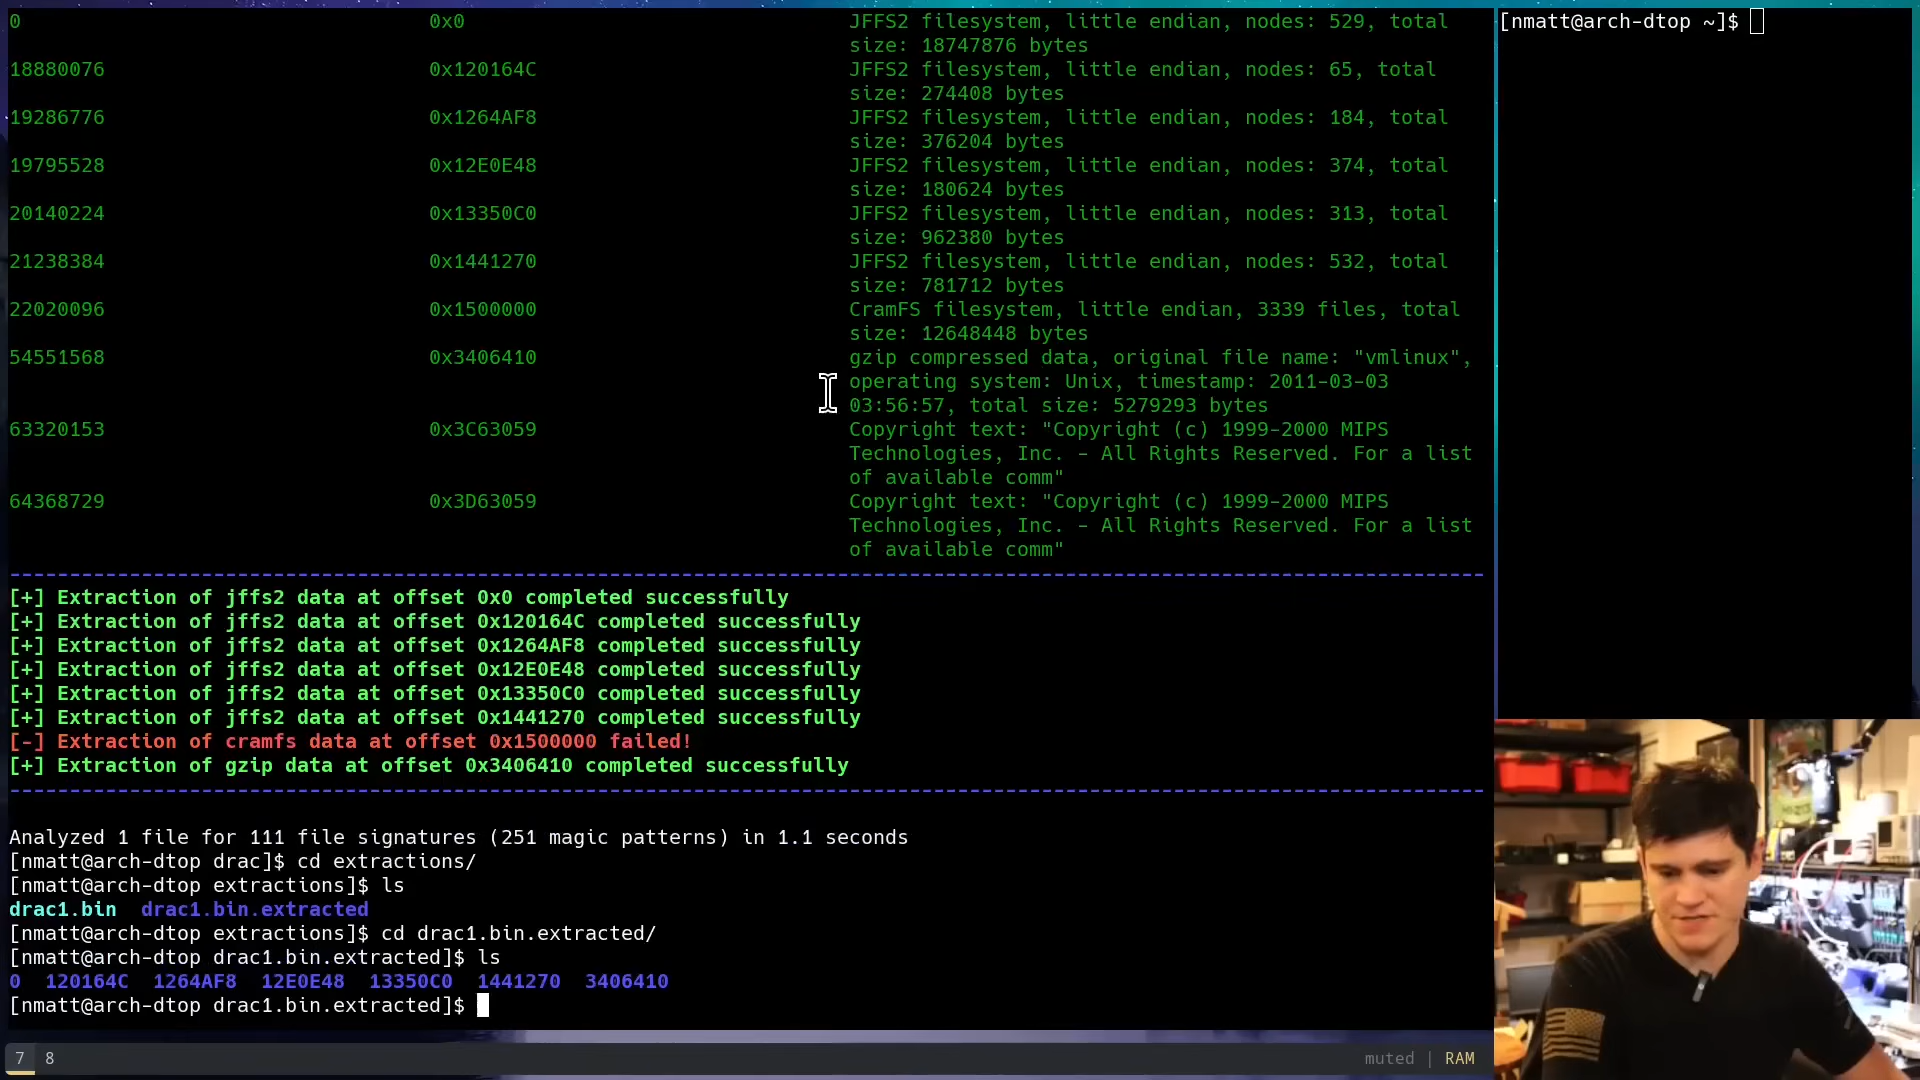 0 0x0 JFFS2 filesystem, little endian, nodes: 529, total
size: 18747876 bytes
18880076 0x120164C JFFS2 filesystem, little endian, nodes: 65, total
size: 274408 bytes
19286776 0x1264AF8 JFFS2 filesystem, little endian, nodes: 184, total
size: 376204 bytes
19795528 0x12E0E48 JFFS2 filesystem, little endian, nodes: 374, total
size: 180624 bytes
20140224 0x13350C0 JFFS2 filesystem, little endian, nodes: 313, total
size: 962380 bytes
21238384 0x1441270 JFFS2 filesystem, little endian, nodes: 532, total
size: 781712 bytes
22020096 0x1500000 CramFS filesystem, little endian, 3339 files, total
size: 12648448 bytes
54551568 0x3406410 gzip compressed data, original file name: "vmlinux",
operating system: Unix, timestamp: 2011-03-03
03:56:57, total size: 5279293 bytes
63320153 0x3C63059 Copyright text: "Copyright (c) 1999-2000 MIPS
Technologies, Inc. - All Rights Reserved. For a list
of available comm"
64368729 0x3D63059 Copyright text: "Copyright (c) 1999-2000 MIPS
Technologies, Inc. - All Rights Reserved. For a list
of available comm"
[+] Extraction of jffs2 data at offset 0x0 completed successfully
[+] Extraction of jffs2 data at offset 0x120164C completed successfully
[+] Extraction of jffs2 data at offset 0x1264AF8 completed successfully
[+] Extraction of jffs2 data at offset 0x12E0E48 completed successfully
[+] Extraction of jffs2 data at offset 0x13350C0 completed successfully
[+] Extraction of jffs2 data at offset 0x1441270 completed successfully
[-] Extraction of cramfs data at offset 0x1500000 failed!
[+] Extraction of gzip data at offset 0x3406410 completed successfully
Analyzed 1 file for 111 file signatures (251 magic patterns) in 1.1 seconds
[nmatt@arch-dtop drac]$ cd extractions/
[nmatt@arch-dtop extractions]$ ls
drac1.bin drac1.bin.extracted
[nmatt@arch-dtop extractions]$ cd drac1.bin.extracted/
[nmatt@arch-dtop drac1.bin.extracted]$ ls
0 120164C 1264AF8 12E0E48 13350C0 1441270 3406410
[nmatt@arch-dtop drac1.bin.extracted]$
[nmatt@arch-dtop ~]$
7 8
muted | RAM